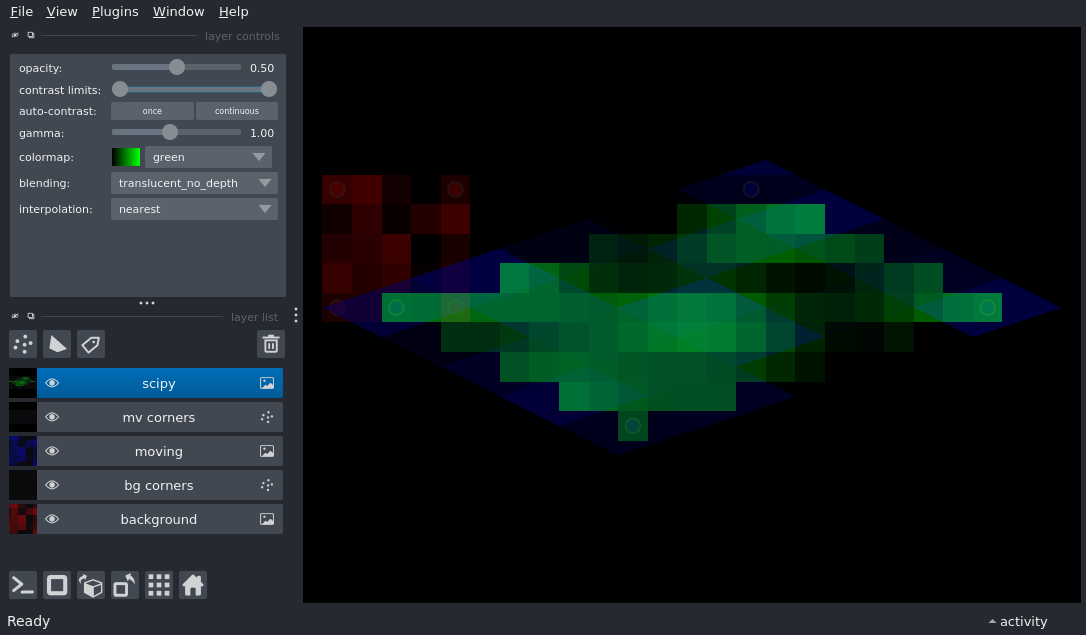 File View Plugins Window Help
layer controls
opacity: 0.50
contrast limits:
auto-contrast: once continuous
gamma: 1.00
colormap: green
blending: translucent_no_depth
interpolation: nearest
layer list
scipy
mv corners
moving
bg corners
background
Ready
activity